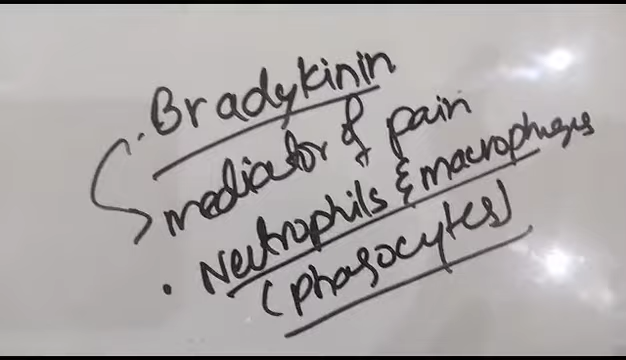 · Bradykinin
mediator of pain
· Neutrophils & macrophages
(phagocytes)